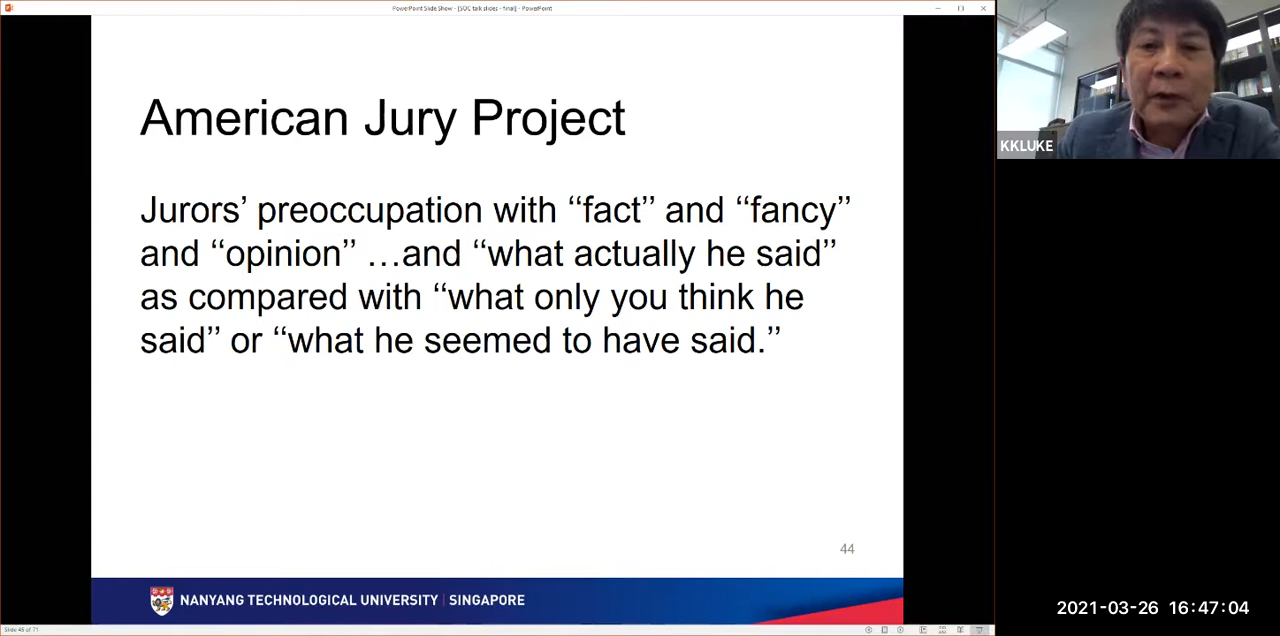 PowerPoint Slide Show - [SOC talk slides - final] - PowerPoint
American Jury Project
Jurors’ preoccupation with ‘‘fact’’ and ‘‘fancy’’
and ‘‘opinion’’ …and ‘‘what actually he said’’
as compared with ‘‘what only you think he
said’’ or ‘‘what he seemed to have said.’’
44
NANYANG TECHNOLOGICAL UNIVERSITY | SINGAPORE
Slide 45 of 71
KKLUKE
2021-03-26 16:47:04